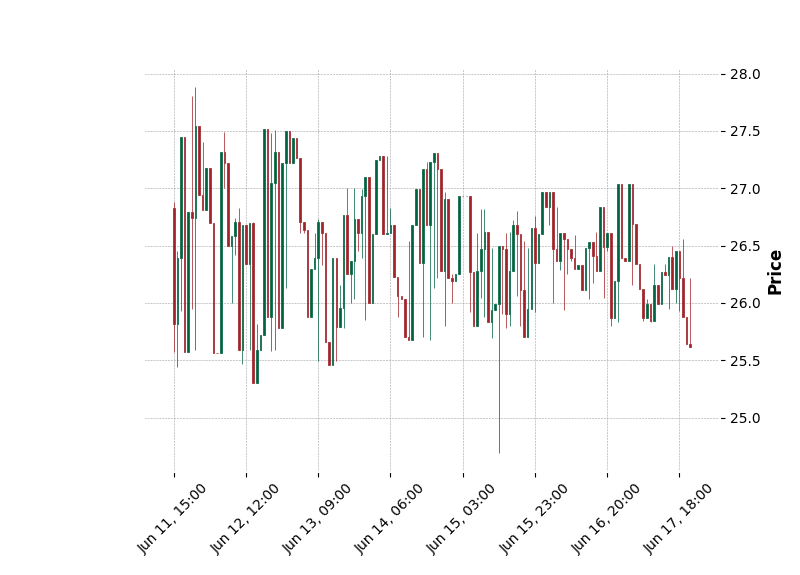 28.0
27.5
27.0
26.5
26.0
25.5
25.0
Price
Jun 11, 15:00
Jun 12, 12:00
Jun 13, 09:00
Jun 14, 06:00
Jun 15, 03:00
Jun 15, 23:00
Jun 16, 20:00
Jun 17, 18:00